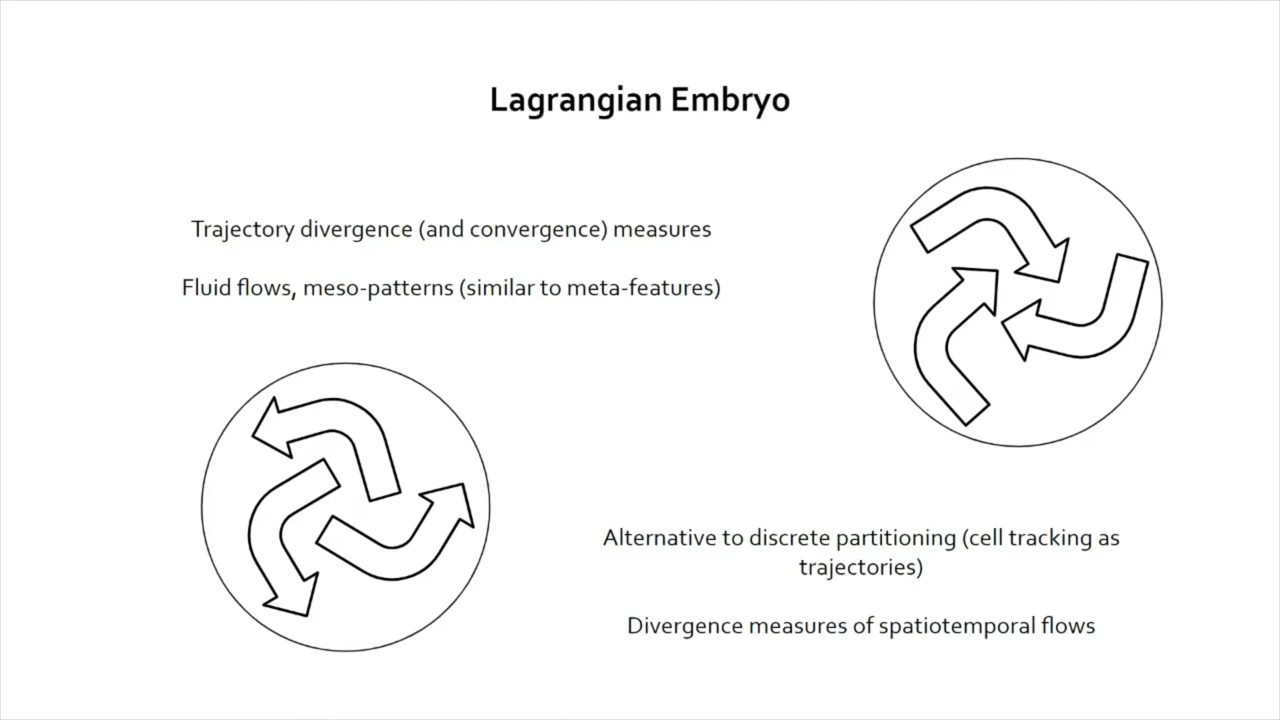 Lagrangian Embryo
Trajectory divergence (and convergence) measures
Fluid flows, meso-patterns (similar to meta-features)
Alternative to discrete partitioning (cell tracking as
trajectories)
Divergence measures of spatiotemporal flows